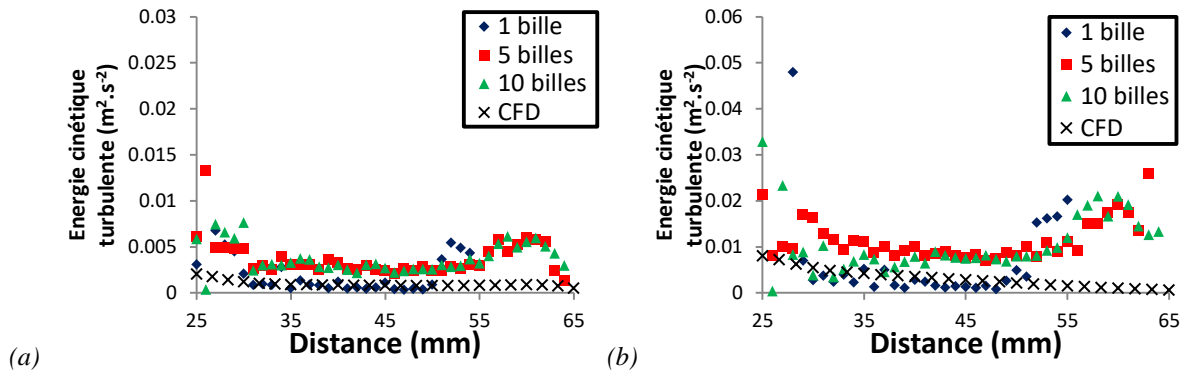 Energie cinétique
turbulente (m².s⁻²)
0.03
0.025
0.02
0.015
0.01
0.005
0
25
35
45
55
65
Distance (mm)
1 bille
5 billes
10 billes
CFD
(a)
Energie cinétique
turbulente (m².s⁻²)
0.06
0.05
0.04
0.03
0.02
0.01
0
25
35
45
55
65
Distance (mm)
1 bille
5 billes
10 billes
CFD
(b)